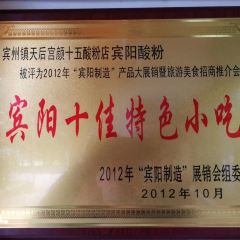 宾州镇天后宫颜十五酸粉店 宾阳酸粉
被评为2012年“宾阳制造”产品大展销暨旅游美食招商推介会
宾阳十佳特色小吃
2012年“宾阳制造”展销会组委
2012年10月